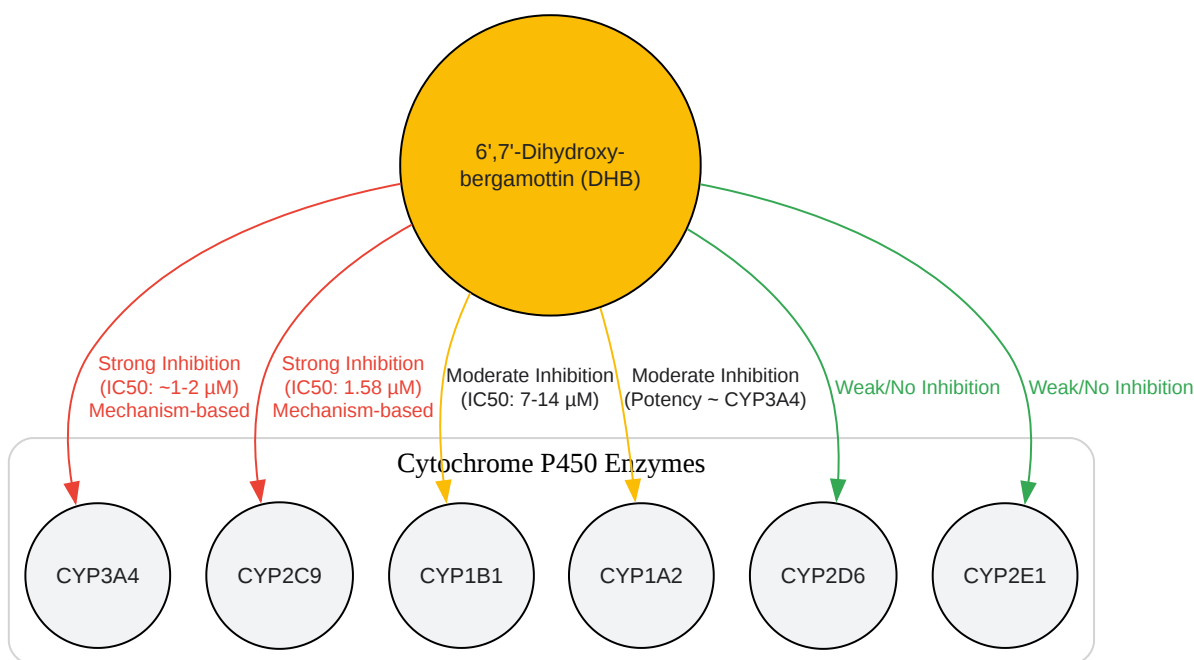 6',7'-Dihydroxy-
bergamottin (DHB)
Strong Inhibition
(IC50: ~1-2 µM)
Mechanism-based
Strong Inhibition
(IC50: 1.58 µM)
Mechanism-based
Moderate Inhibition
(IC50: 7-14 µM)
Moderate Inhibition
(Potency ~ CYP3A4)
Weak/No Inhibition
Weak/No Inhibition
Cytochrome P450 Enzymes
CYP3A4
CYP2C9
CYP1B1
CYP1A2
CYP2D6
CYP2E1